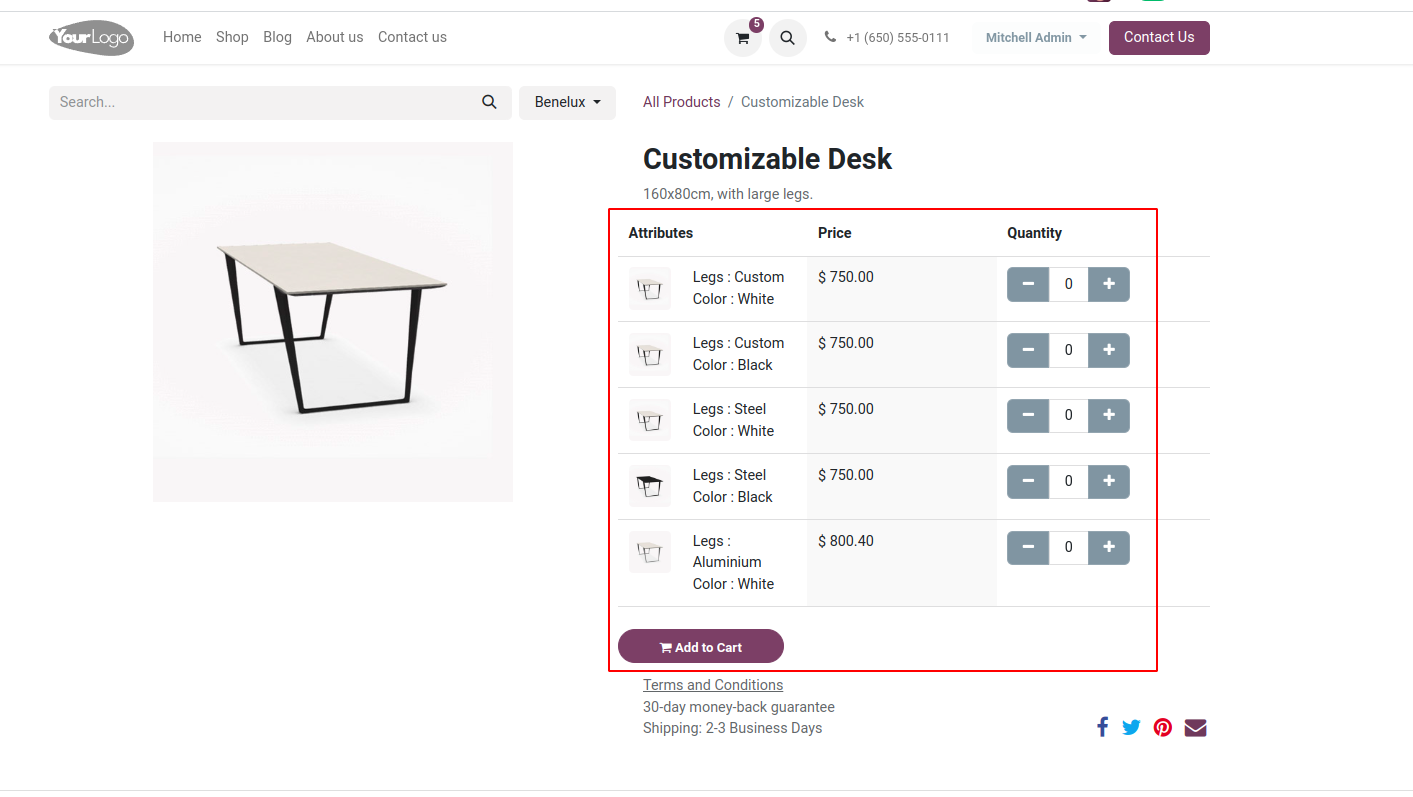 YourLogo
Home Shop Blog About us Contact us
5
+1 (650) 555-0111
Mitchell Admin
Contact Us
Search...
Benelux
All Products / Customizable Desk
Customizable Desk
160x80cm, with large legs.
Attributes Price Quantity
Legs : Custom $ 750.00 0
Color : White
Legs : Custom $ 750.00 0
Color : Black
Legs : Steel $ 750.00 0
Color : White
Legs : Steel $ 750.00 0
Color : Black
Legs : $ 800.40 0
Aluminium
Color : White
Add to Cart
Terms and Conditions
30-day money-back guarantee
Shipping: 2-3 Business Days